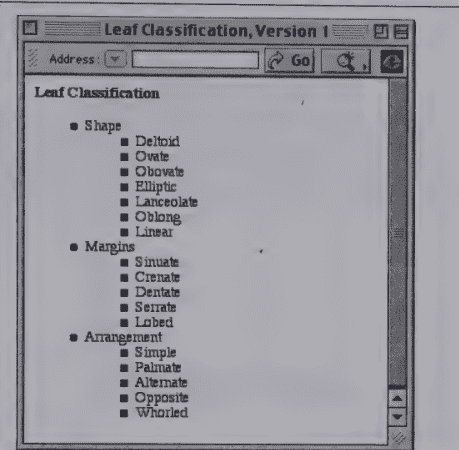 Leaf Classification, Version 1
Address: Go
Leaf Classification
Shape
Deltoid
Ovate
Obovate
Elliptic
Lanceolate
Oblong
Linear
Margins
Sinuate
Crenate
Dentate
Serrate
Lobed
Arrangement
Simple
Palmate
Alternate
Opposite
Whorled